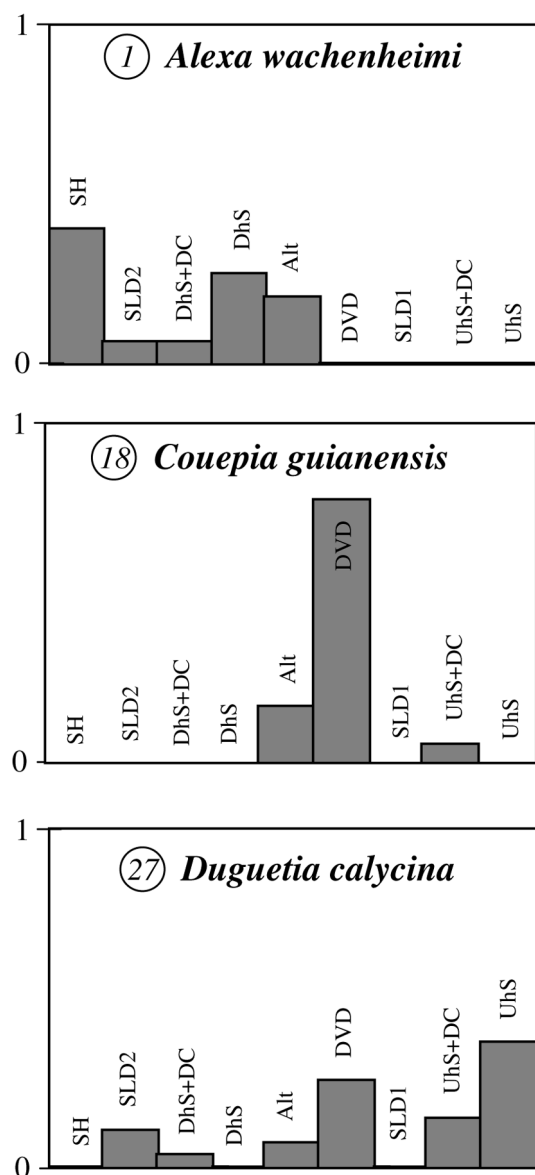 1
1 Alexa wachenheimi
SH
SLD2
DhS+DC
DhS
Alt
DVD
SLD1
UhS+DC
UhS
0
1
18 Couepia guianensis
SH
SLD2
DhS+DC
DhS
Alt
DVD
SLD1
UhS+DC
UhS
0
1
27 Duguetia calycina
SH
SLD2
DhS+DC
DhS
Alt
DVD
SLD1
UhS+DC
UhS
0